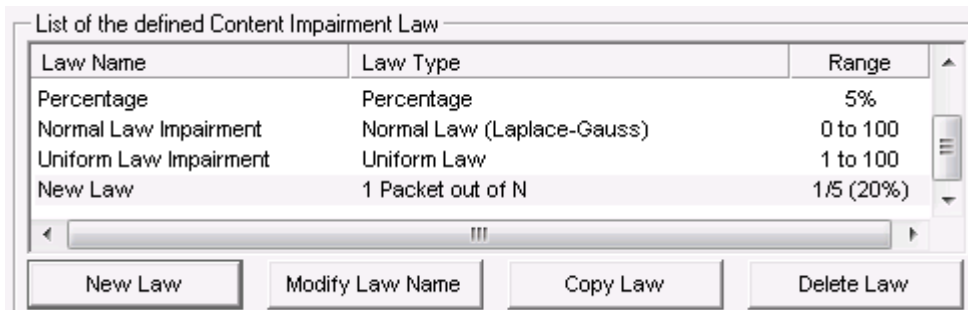 List of the defined Content Impairment Law
Law Name Law Type Range
Percentage Percentage 5%
Normal Law Impairment Normal Law (Laplace-Gauss) 0 to 100
Uniform Law Impairment Uniform Law 1 to 100
New Law 1 Packet out of N 1/5 (20%)
New Law Modify Law Name Copy Law Delete Law